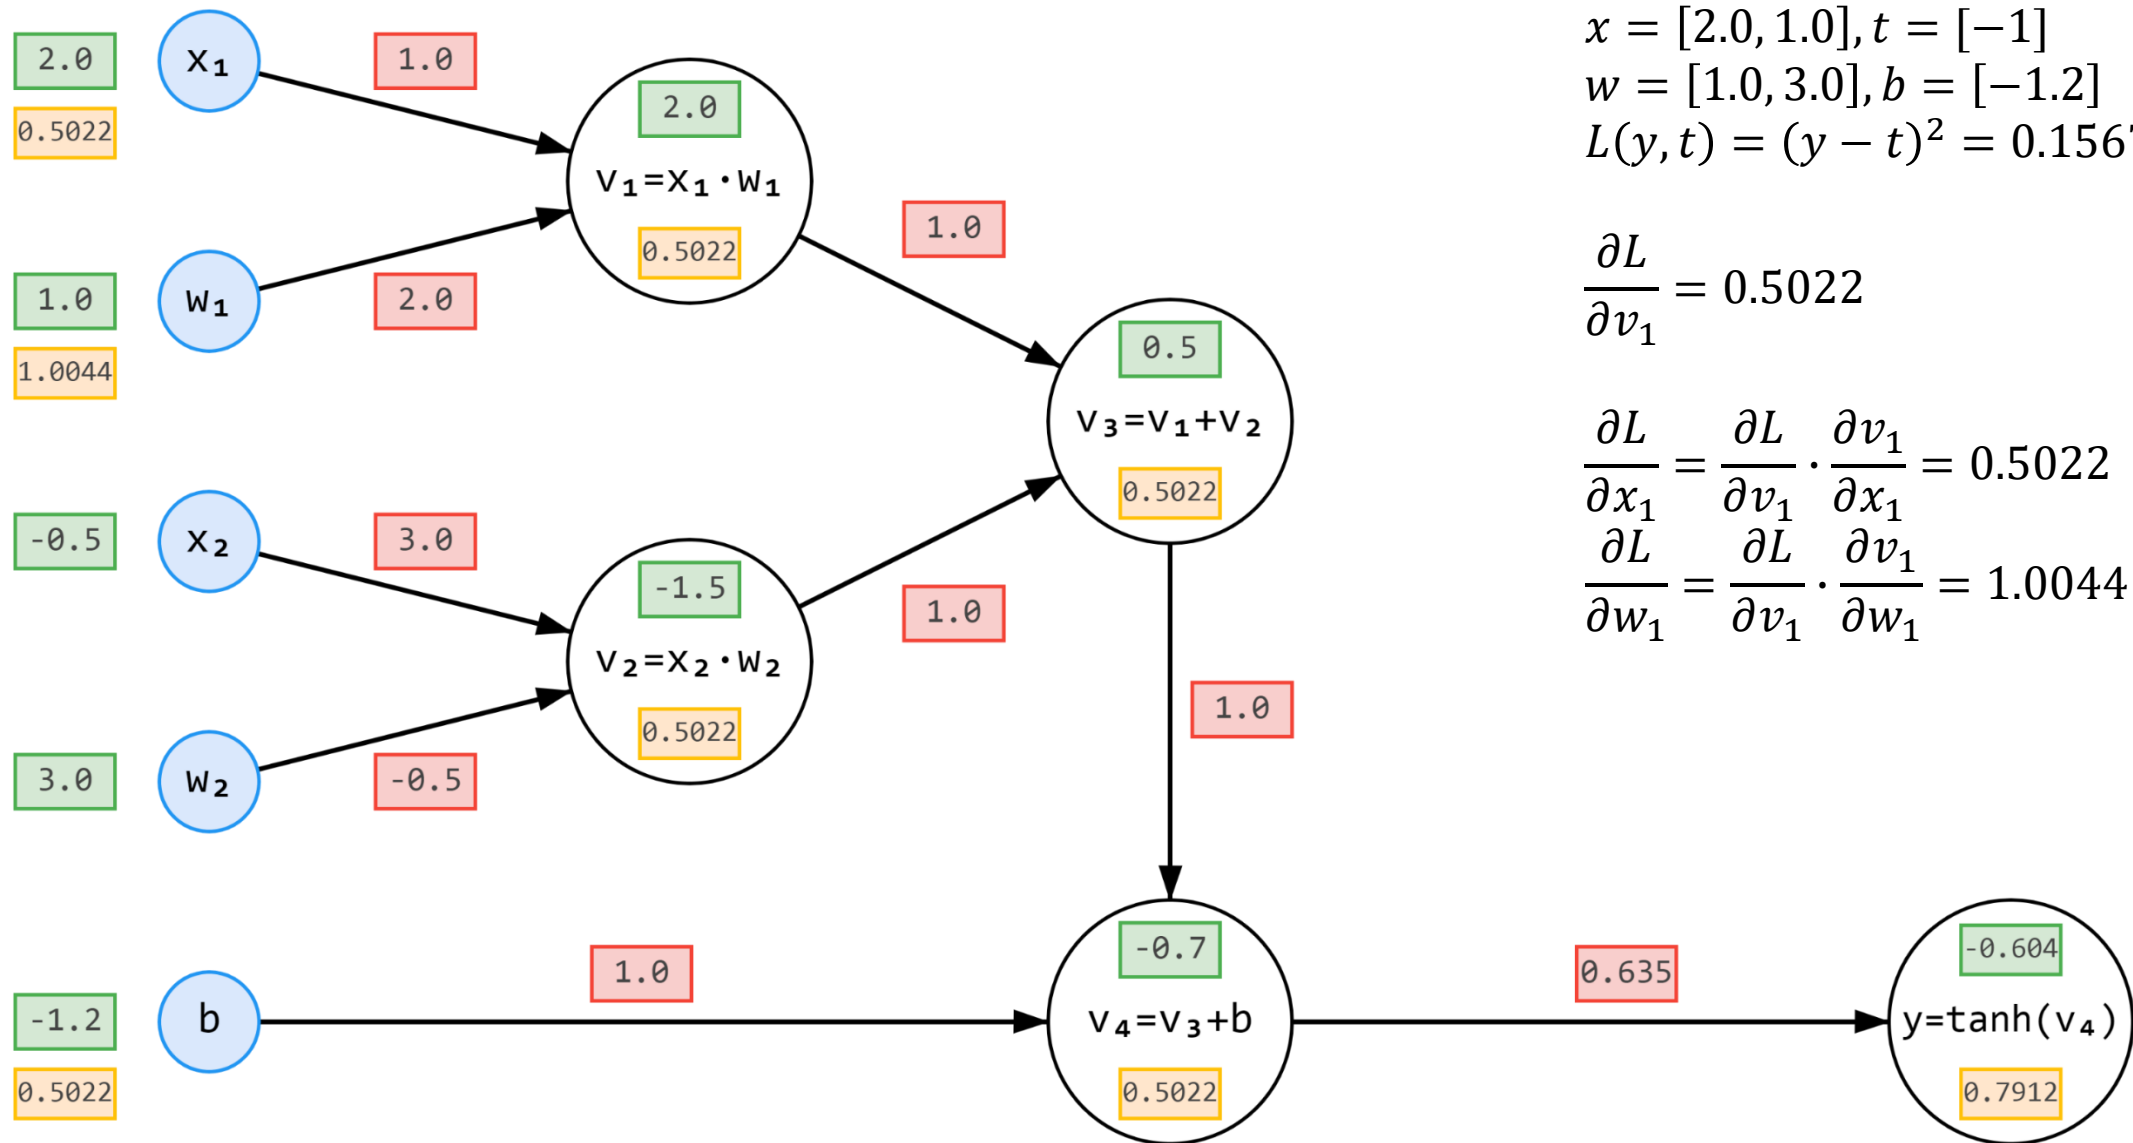 2.0
x₁
1.0
0.5022
2.0
v₁=x₁·w₁
0.5022
1.0
w₁
2.0
1.0044
1.0
-0.5
x₂
3.0
-1.5
v₂=x₂·w₂
0.5022
1.0
3.0
w₂
-0.5
0.5
v₃=v₁+v₂
0.5022
1.0
-1.2
b
1.0
0.5022
-0.7
v₄=v₃+b
0.5022
0.635
-0.604
y=tanh(v₄)
0.7912
x = [2.0, 1.0], t = [−1]
w = [1.0, 3.0], b = [−1.2]
L(y, t) = (y − t)² = 0.156
∂L/∂v₁ = 0.5022
∂L/∂x₁ = ∂L/∂v₁ · ∂v₁/∂x₁ = 0.5022
∂L/∂w₁ = ∂L/∂v₁ · ∂v₁/∂w₁ = 1.0044